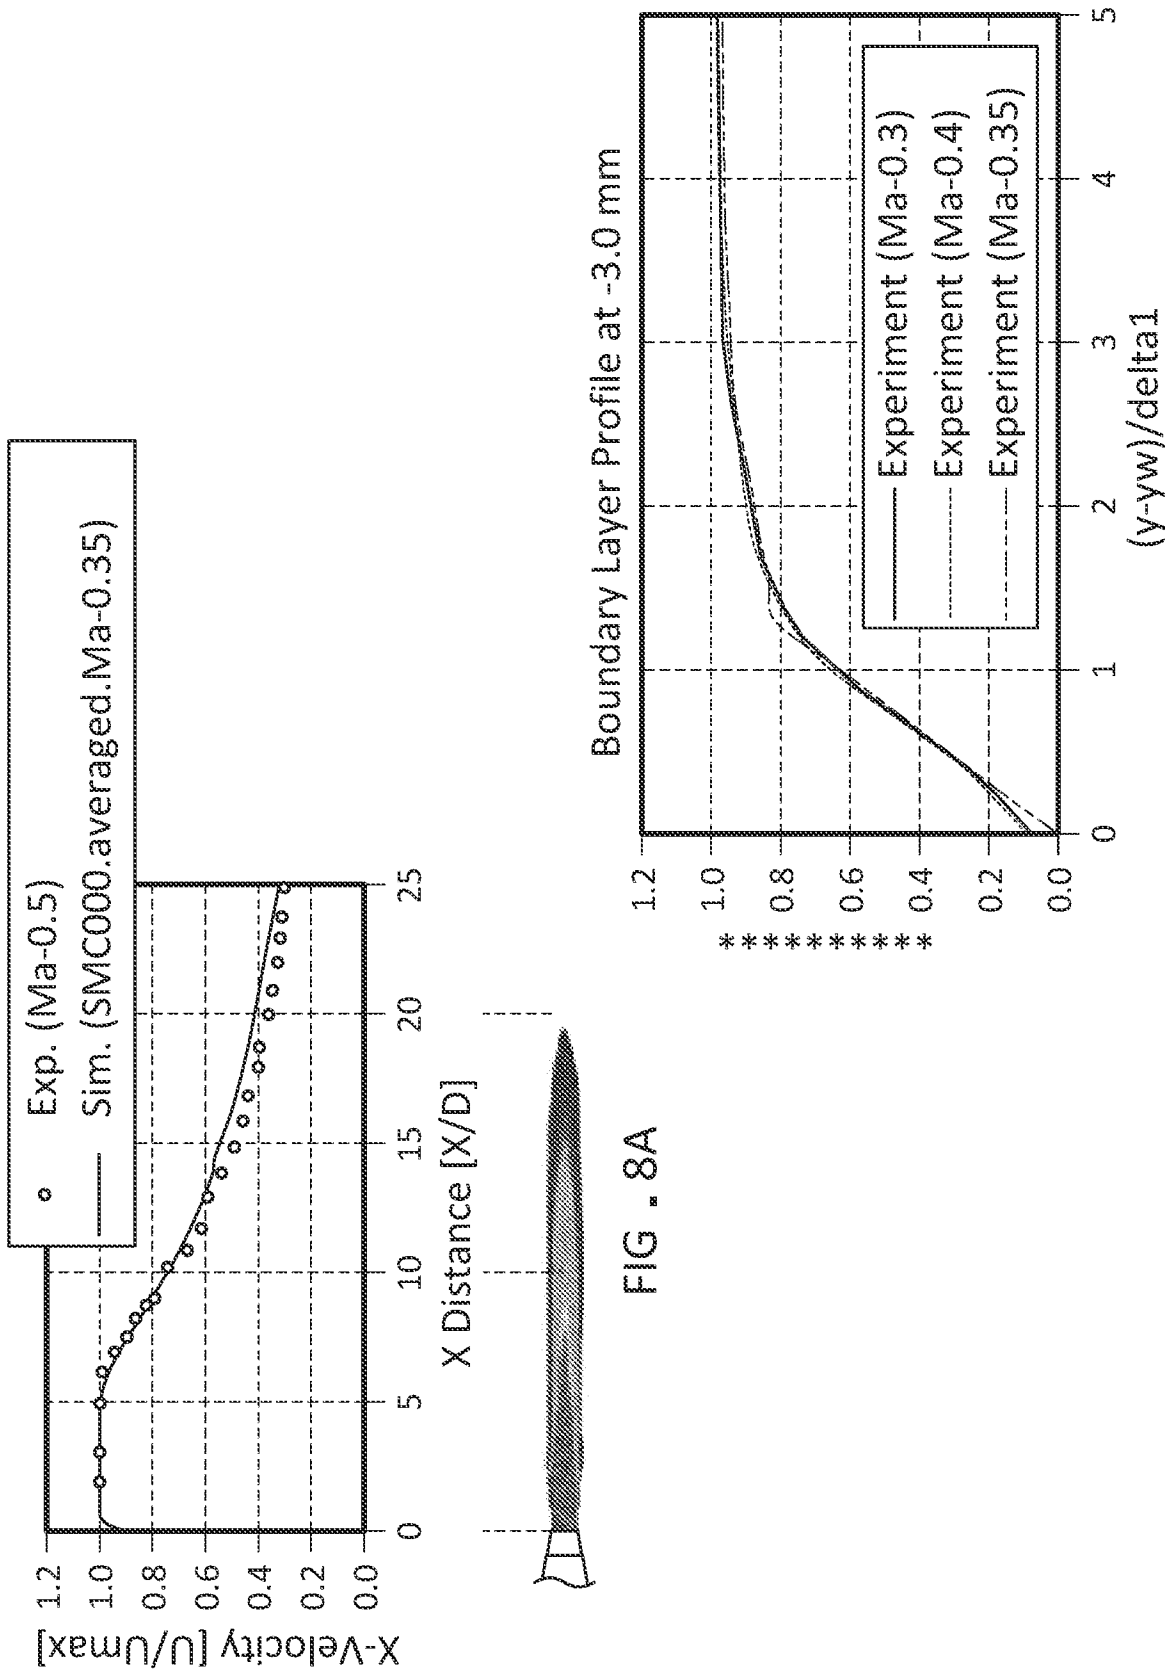 Exp. (Ma-0.5)
Sim. (SMC000.averaged.Ma-0.35)
X-Velocity [U/Umax]
1.2
1.0
0.8
0.6
0.4
0.2
0.0
0 5 10 15 20 25
X Distance [X/D]
Boundary Layer Profile at -3.0 mm
**********
1.2
1.0
0.8
0.6
0.4
0.2
0.0
Experiment (Ma-0.3)
Experiment (Ma-0.4)
Experiment (Ma-0.35)
0 1 2 3 4 5
(y-yw)/delta1
FIG . 8A